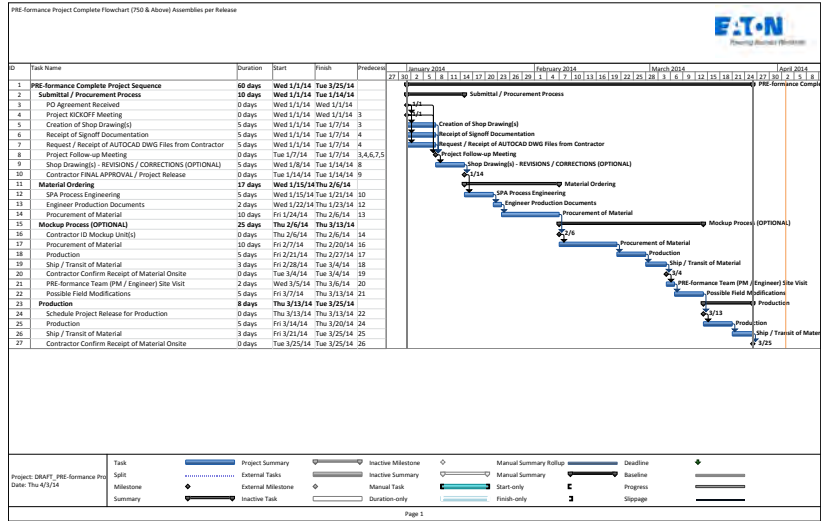 PRE-formance Project Complete Flowchart (750 & Above) Assemblies per Release
EATON
Powering Business Worldwide
ID Task Name Duration Start Finish Predecess January 2014 February 2014 March 2014 April 2014
27 30 2 5 8 11 14 17 20 23 26 29 1 4 7 10 13 16 19 22 25 28 3 6 9 12 15 18 21 24 27 30 2 5 8
1 PRE-formance Complete Project Sequence 60 days Wed 1/1/14 Tue 3/25/14 PRE-formance Comple
2 Submittal / Procurement Process 10 days Wed 1/1/14 Tue 1/14/14 Submittal / Procurement Process
3 PO Agreement Received 0 days Wed 1/1/14 Wed 1/1/14 1/1
4 Project KICKOFF Meeting 0 days Wed 1/1/14 Wed 1/1/14 3 1/1
5 Creation of Shop Drawing(s) 5 days Wed 1/1/14 Tue 1/7/14 3 Creation of Shop Drawing(s)
6 Receipt of Signoff Documentation 5 days Wed 1/1/14 Tue 1/7/14 4 Receipt of Signoff Documentation
7 Request / Receipt of AUTOCAD DWG Files from Contractor 5 days Wed 1/1/14 Tue 1/7/14 4 Request / Receipt of AUTOCAD DWG Files from Contractor
8 Project Follow-up Meeting 0 days Tue 1/7/14 Tue 1/7/14 3,4,6,7,5 Project Follow-up Meeting
9 Shop Drawing(s) - REVISIONS / CORRECTIONS (OPTIONAL) 5 days Wed 1/8/14 Tue 1/14/14 8 Shop Drawing(s) - REVISIONS / CORRECTIONS (OPTIONAL)
10 Contractor FINAL APPROVAL / Project Release 0 days Tue 1/14/14 Tue 1/14/14 9 1/14
11 Material Ordering 17 days Wed 1/15/14 Thu 2/6/14 Material Ordering
12 SPA Process Engineering 5 days Wed 1/15/14 Tue 1/21/14 10 SPA Process Engineering
13 Engineer Production Documents 2 days Wed 1/22/14 Thu 1/23/14 12 Engineer Production Documents
14 Procurement of Material 10 days Fri 1/24/14 Thu 2/6/14 13 Procurement of Material
15 Mockup Process (OPTIONAL) 25 days Thu 2/6/14 Thu 3/13/14 Mockup Process (OPTIONAL)
16 Contractor ID Mockup Unit(s) 0 days Thu 2/6/14 Thu 2/6/14 14 2/6
17 Procurement of Material 10 days Fri 2/7/14 Thu 2/20/14 16 Procurement of Material
18 Production 5 days Fri 2/21/14 Thu 2/27/14 17 Production
19 Ship / Transit of Material 3 days Fri 2/28/14 Tue 3/4/14 18 Ship / Transit of Material
20 Contractor Confirm Receipt of Material Onsite 0 days Tue 3/4/14 Tue 3/4/14 19 3/4
21 PRE-formance Team (PM / Engineer) Site Visit 2 days Wed 3/5/14 Thu 3/6/14 20 PRE-formance Team (PM / Engineer) Site Visit
22 Possible Field Modifications 5 days Fri 3/7/14 Thu 3/13/14 21 Possible Field Modifications
23 Production 8 days Thu 3/13/14 Tue 3/25/14 Production
24 Schedule Project Release for Production 0 days Thu 3/13/14 Thu 3/13/14 22 3/13
25 Production 5 days Fri 3/14/14 Thu 3/20/14 24 Production
26 Ship / Transit of Material 3 days Fri 3/21/14 Tue 3/25/14 25 Ship / Transit of Mater
27 Contractor Confirm Receipt of Material Onsite 0 days Tue 3/25/14 Tue 3/25/14 26 3/25
Project: DRAFT_PRE-formance Pro
Date: Thu 4/3/14
Task Project Summary Inactive Milestone Manual Summary Rollup Deadline
Split External Tasks Inactive Summary Manual Summary Baseline
Milestone External Milestone Manual Task Start-only Progress
Summary Inactive Task Duration-only Finish-only Slippage
Page 1